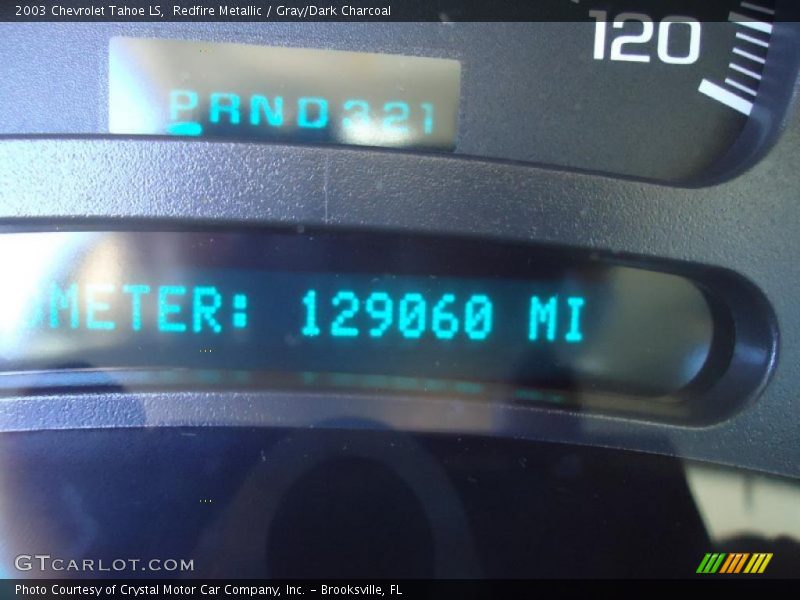 2003 Chevrolet Tahoe LS, Redfire Metallic / Gray/Dark Charcoal
120
PRND321
METER: 129060 MI
GTCARLOT.COM
Photo Courtesy of Crystal Motor Car Company, Inc. - Brooksville, FL